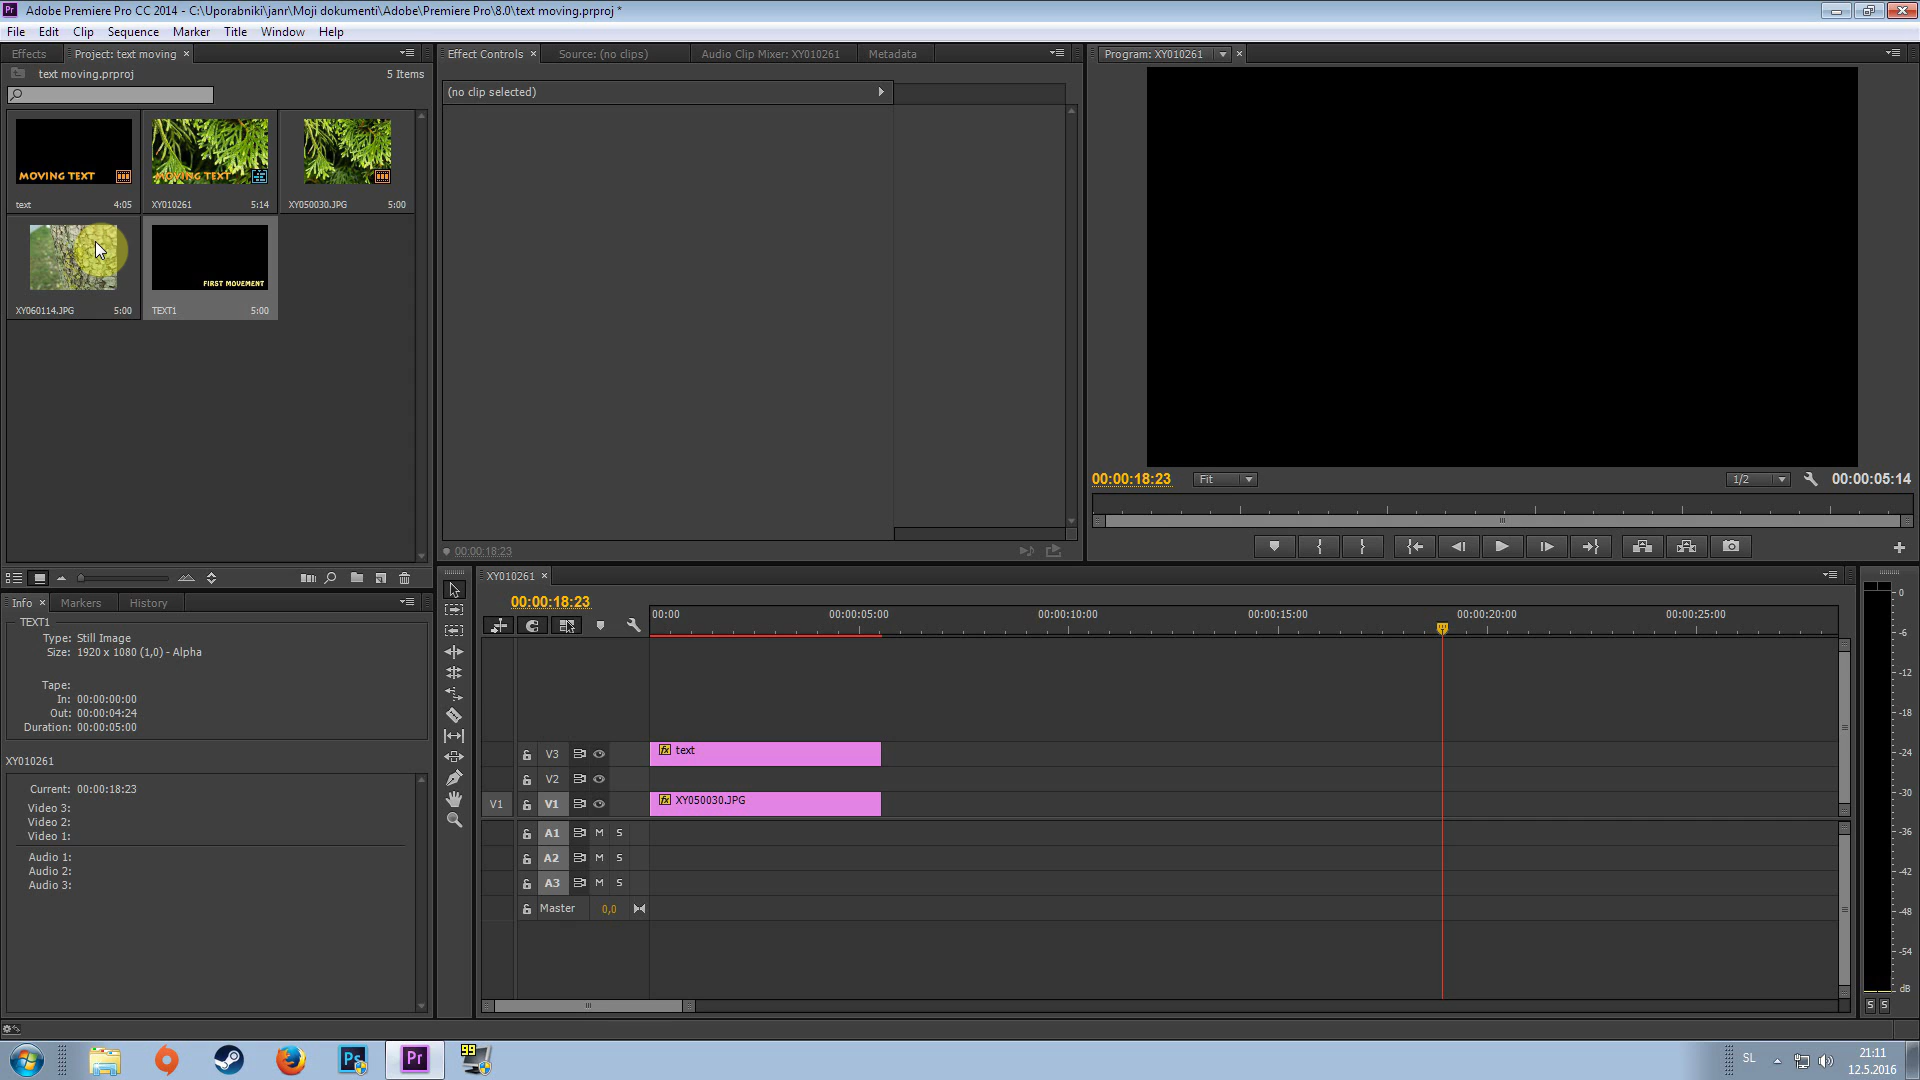 Adobe Premiere Pro CC 2014 - C:\Uporabniki\janr\Moji dokumenti\Adobe\Premiere Pro\8.0\text moving.prproj *
File Edit Clip Sequence Marker Title Window Help
Effects Project: text moving
text moving.prproj 5 Items
MOVING TEXT
MOVING TEXT
text 4:05
XY010261 5:14
XY050030.JPG 5:00
FIRST MOVEMENT
XY060114.JPG 5:00
TEXT1 5:00
Effect Controls Source: (no clips) Audio Clip Mixer: XY010261 Metadata
(no clip selected)
00:00:18:23
Program: XY010261
00:00:18:23 Fit 1/2 00:00:05:14
Info Markers History
TEXT1
Type: Still Image
Size: 1920 x 1080 (1,0) - Alpha
Tape:
In: 00:00:00:00
Out: 00:00:04:24
Duration: 00:00:05:00
XY010261
Current: 00:00:18:23
Video 3:
Video 2:
Video 1:
Audio 1:
Audio 2:
Audio 3:
XY010261
00:00:18:23
00:00 00:00:05:00 00:00:10:00 00:00:15:00 00:00:20:00 00:00:25:00
V3 fx text
V2
V1 V1 fx XY050030.JPG
A1 M S
A2 M S
A3 M S
Master 0,0
0
-6
-12
-18
-24
-30
-36
-42
-48
-54
dB
S S
Ps
Pr
99
SL
21:11
12.5.2016